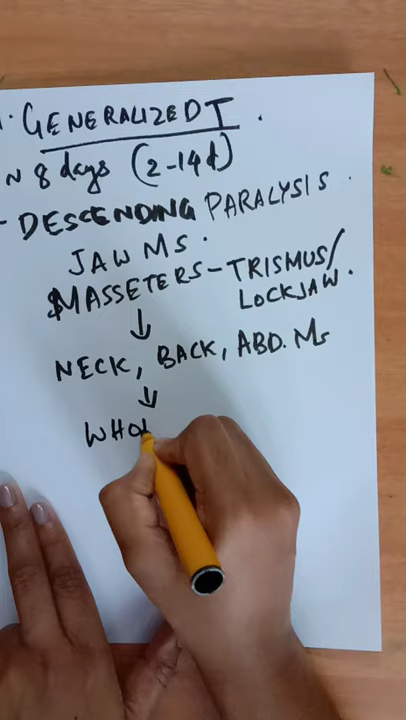 . GENERALIZED T .
~ 8 days (2-14d)
- DESCENDING PARALYSIS .
JAW MS .
MASSETERS - TRISMUS/
LOCKJAW .
↓
NECK, BACK, ABD. Ms
↓
WHO